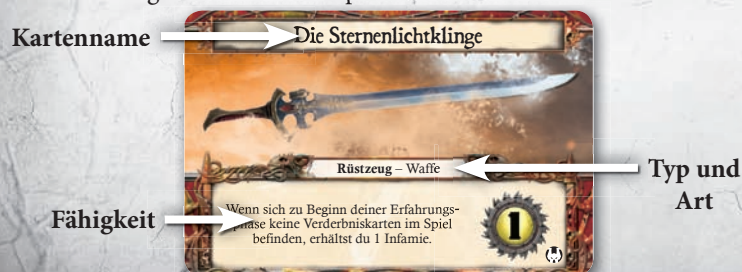 Kartenname
Die Sternenlichtklinge
Rüstzeug – Waffe
Typ und
Art
Fähigkeit
Wenn sich zu Beginn deiner Erfahrungs-
phase keine Verderbniskarten im Spiel
befinden, erhältst du 1 Infamie.
1